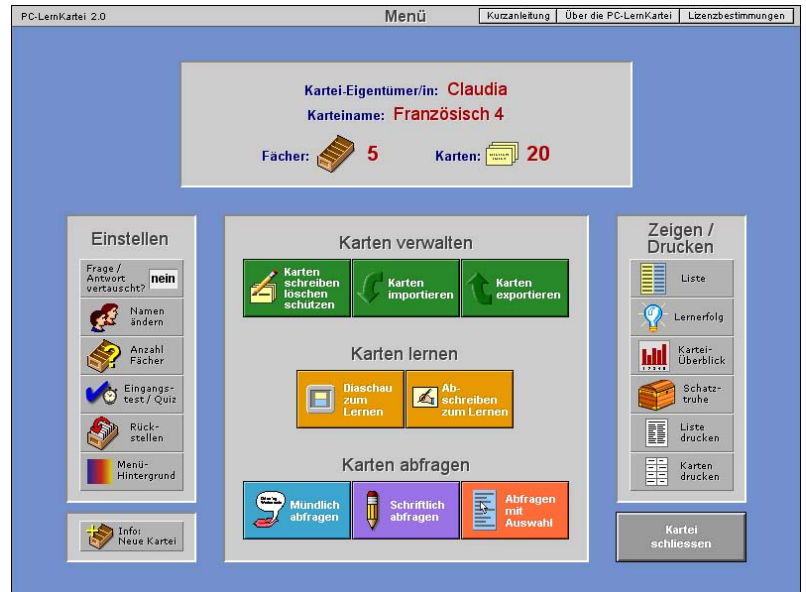 PC-LernKartei 2.0
Menü
Kurzanleitung
Über die PC-LernKartei
Lizenzbestimmungen
Kartei-Eigentümer/in: Claudia
Karteiname: Französisch 4
Fächer: 5
Karten: 20
Einstellen
Frage /
Antwort
vertauscht?
nein
Namen
ändern
Anzahl
Fächer
Eingangs-
test / Quiz
Rück-
stellen
Menü-
Hintergrund
Info:
Neue Kartei
Karten verwalten
Karten
schreiben
löschen
schützen
Karten
importieren
Karten
exportieren
Karten lernen
Diaschau
zum
Lernen
Ab-
schreiben
zum Lernen
Karten abfragen
Mündlich
abfragen
Schriftlich
abfragen
Abfragen
mit
Auswahl
Zeigen /
Drucken
Liste
Lernerfolg
Kartei-
Überblick
Schatz-
truhe
Liste
drucken
Karten
drucken
Kartei
schliessen